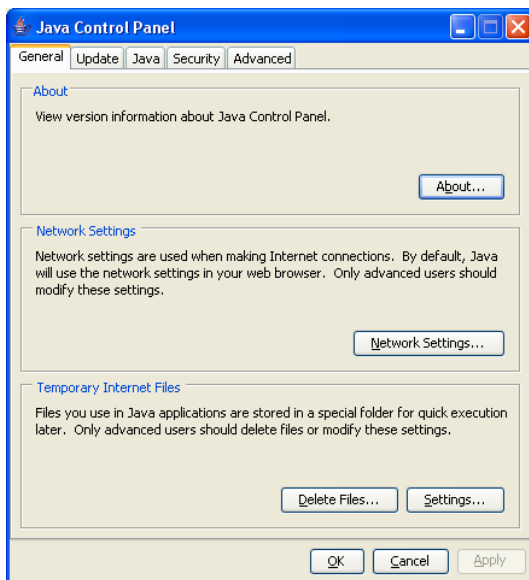 Java Control Panel
General Update Java Security Advanced
About
View version information about Java Control Panel.
About...
Network Settings
Network settings are used when making Internet connections. By default, Java
will use the network settings in your web browser. Only advanced users should
modify these settings.
Network Settings...
Temporary Internet Files
Files you use in Java applications are stored in a special folder for quick execution
later. Only advanced users should delete files or modify these settings.
Delete Files... Settings...
OK Cancel Apply